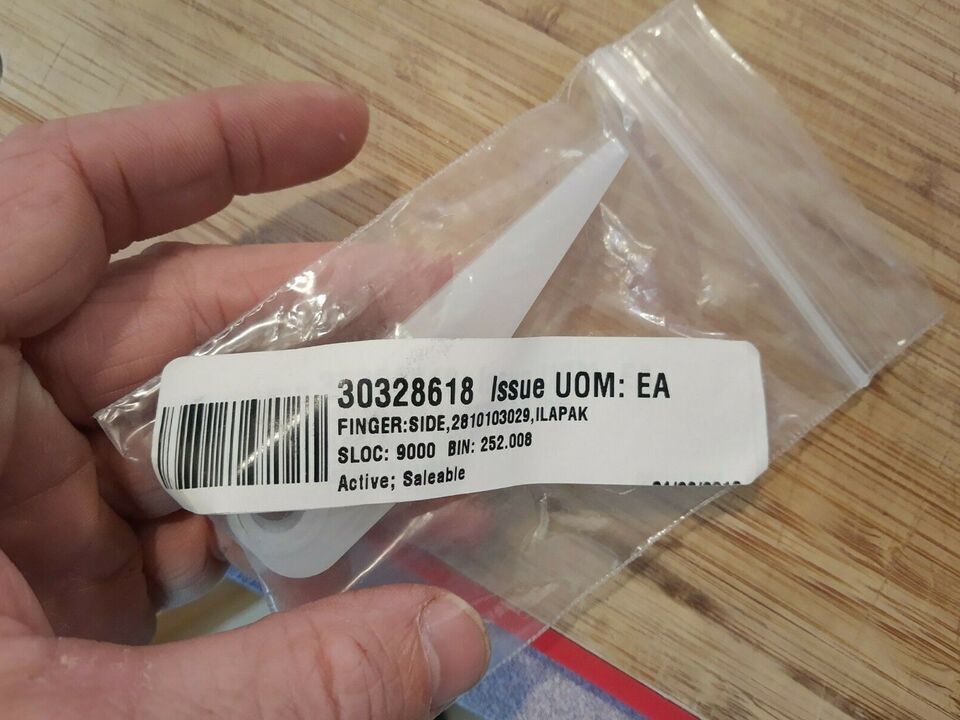 30328618 Issue UOM: EA
FINGER:SIDE,2810103029,ILAPAK
SLOC: 9000 BIN: 252.008
Active; Saleable